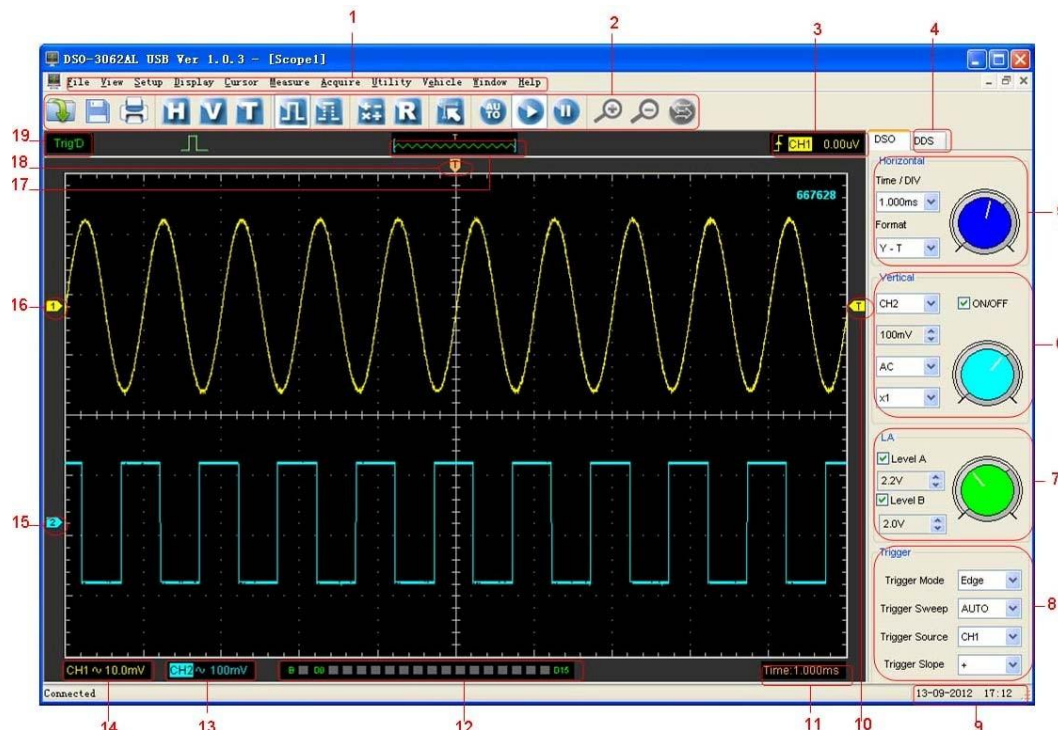 1 2 3 4
DSO-3062AL USB Ver 1.0.3 - [Scope1]
File View Setup Display Cursor Measure Acquire Utility Vehicle Window Help
H V T R AU TO
19 Trig'D T CH1 0.00uV DSO DDS
18 T
17
667628
Horizontal
Time / DIV
1.000ms
Format
Y - T
5
16 1 T
Vertical
CH2 ON/OFF
100mV
AC
x1
6
15 2
LA
Level A
2.2V
Level B
2.0V
7
Trigger
Trigger Mode Edge
Trigger Sweep AUTO
Trigger Source CH1
Trigger Slope +
8
CH1 ∿ 10.0mV CH2 ∿ 100mV D0 D15 Time:1.000ms
Connected 13-09-2012 17:12
14 13 12 11 10 9